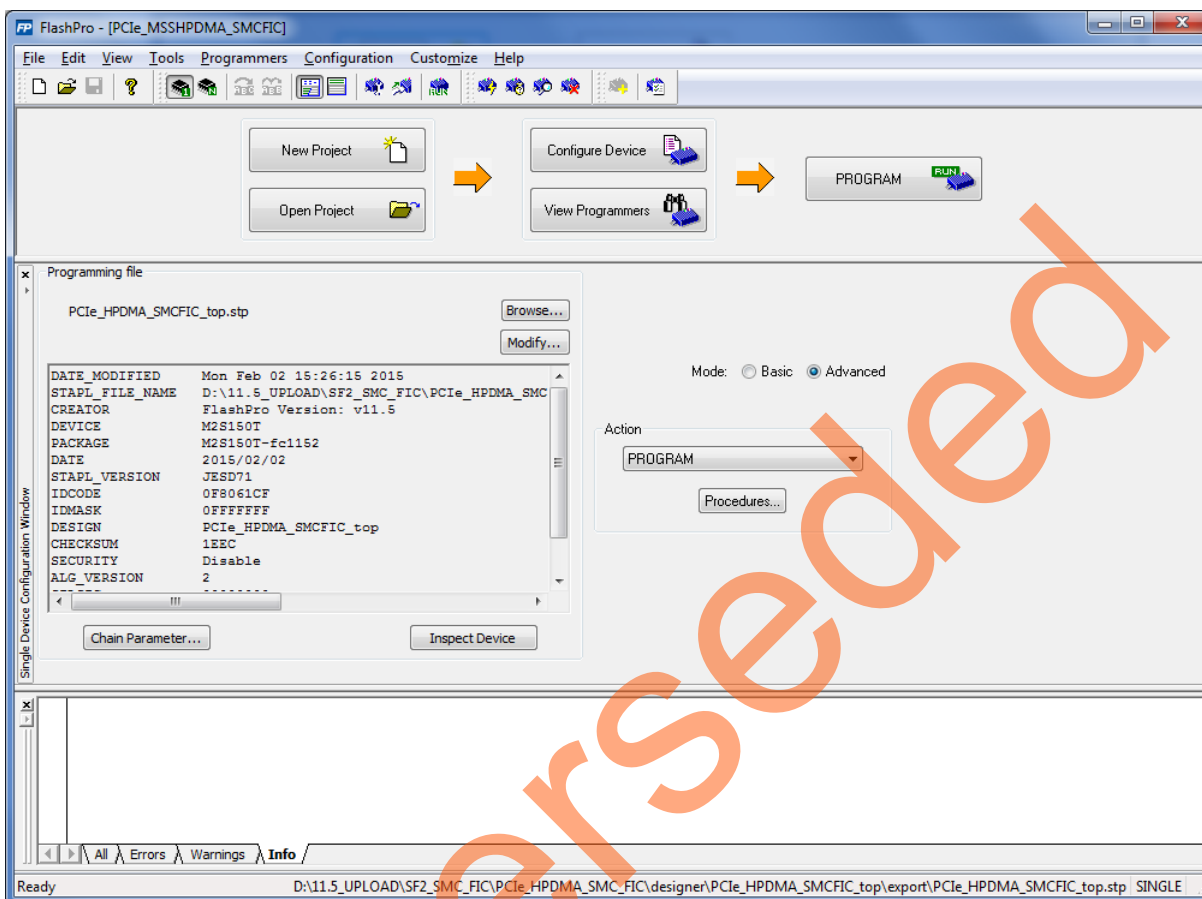 FP FlashPro - [PCIe_MSSHPDMA_SMCFIC]
File Edit View Tools Programmers Configuration Customize Help
New Project
Open Project
Configure Device
View Programmers
PROGRAM
RUN
Programming file
PCIe_HPDMA_SMCFIC_top.stp
Browse...
Modify...
DATE_MODIFIED Mon Feb 02 15:26:15 2015
STAPL_FILE_NAME D:\11.5_UPLOAD\SF2_SMC_FIC\PCIe_HPDMA_SMC
CREATOR FlashPro Version: v11.5
DEVICE M2S150T
PACKAGE M2S150T-fc1152
DATE 2015/02/02
STAPL_VERSION JESD71
IDCODE 0F8061CF
IDMASK 0FFFFFFF
DESIGN PCIe_HPDMA_SMCFIC_top
CHECKSUM 1EEC
SECURITY Disable
ALG_VERSION 2
Chain Parameter...
Inspect Device
Mode: Basic Advanced
Action
PROGRAM
Procedures...
Single Device Configuration Window
All Errors Warnings Info
Ready D:\11.5_UPLOAD\SF2_SMC_FIC\PCIe_HPDMA_SMC_FIC\designer\PCIe_HPDMA_SMCFIC_top\export\PCIe_HPDMA_SMCFIC_top.stp SINGLE
erseded